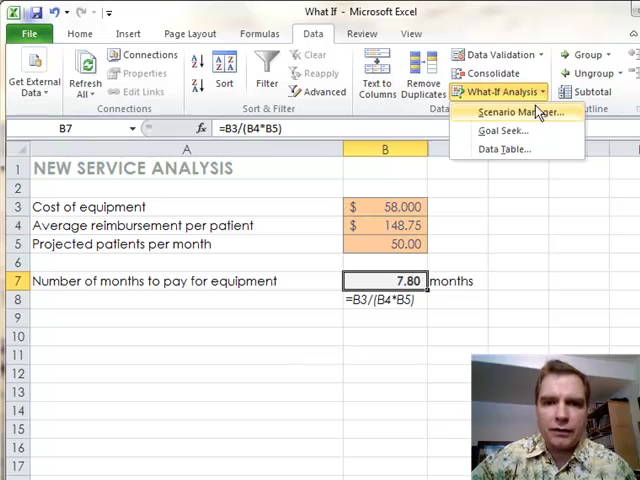 What If - Microsoft Excel
File Home Insert Page Layout Formulas Data Review View
Get External Data
Connections
Properties
Edit Links
Connections
Sort
Filter
Clear
Reapply
Advanced
Sort & Filter
Text to Columns
Remove Duplicates
Data Validation
Consolidate
What-If Analysis
Group
Ungroup
Subtotal
Scenario
Goal Seek...
Data Table...
B7 fx =B3/(B4*B5)
A B
1 NEW SERVICE ANALYSIS
2
3 Cost of equipment $ 58,000
4 Average reimbursement per patient $ 148.75
5 Projected patients per month 50.00
6
7 Number of months to pay for equipment 7.80 months
8 =B3/(B4*B5)
9
10
11
12
13
14
15
16
17